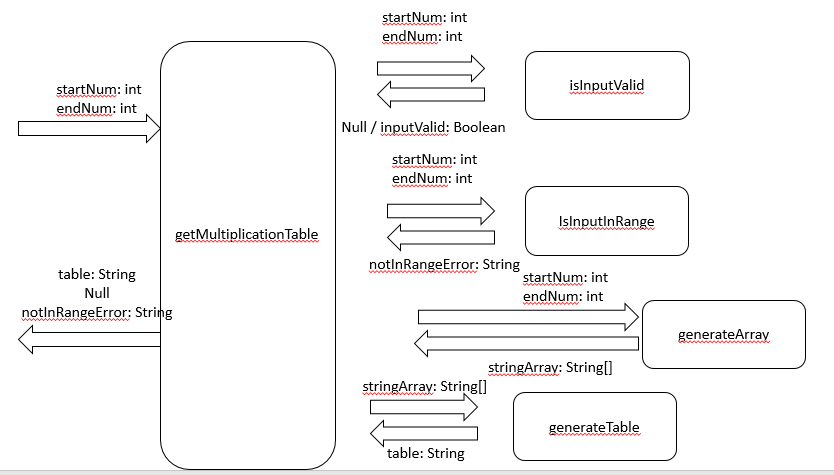 startNum: int
endNum: int
startNum: int
endNum: int
isInputValid
Null / inputValid: Boolean
startNum: int
endNum: int
IsInputInRange
getMultiplicationTable
notInRangeError: String
table: String
Null
notInRangeError: String
startNum: int
endNum: int
generateArray
stringArray: String[]
stringArray: String[]
generateTable
table: String